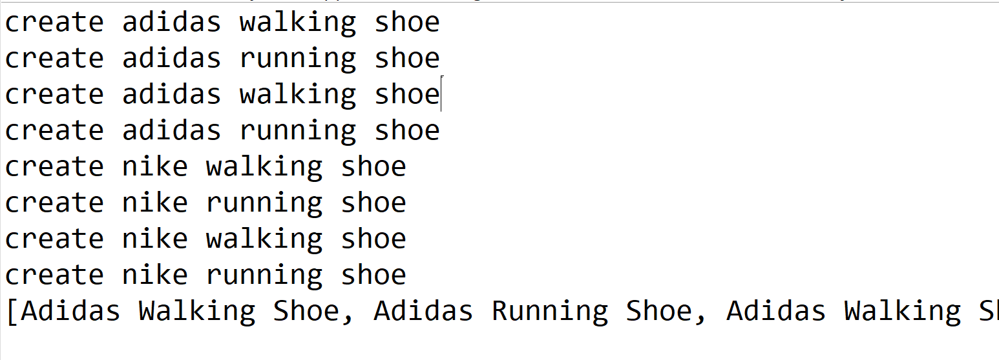 create adidas walking shoe
create adidas running shoe
create adidas walking shoe
create adidas running shoe
create nike walking shoe
create nike running shoe
create nike walking shoe
create nike running shoe
[Adidas Walking Shoe, Adidas Running Shoe, Adidas Walking